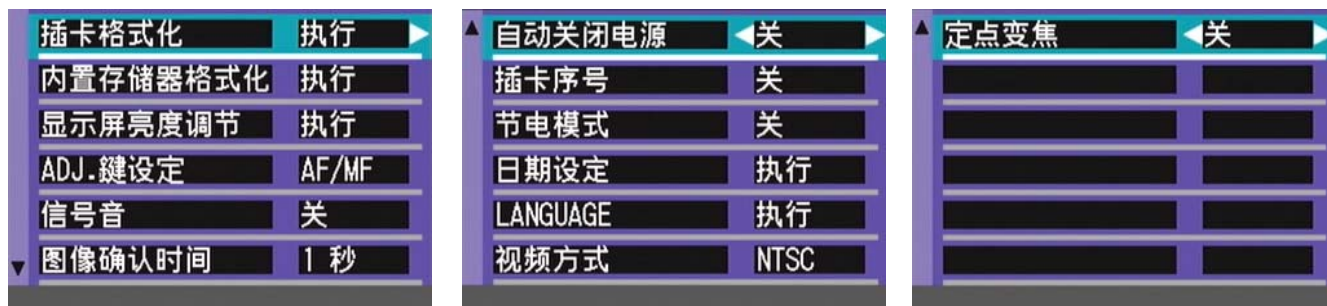 插卡格式化 执行
内置存储器格式化 执行
显示屏亮度调节 执行
ADJ.鍵设定 AF/MF
信号音 关
图像确认时间 1 秒
自动关闭电源 关
插卡序号 关
节电模式 关
日期设定 执行
LANGUAGE 执行
视频方式 NTSC
定点变焦 关